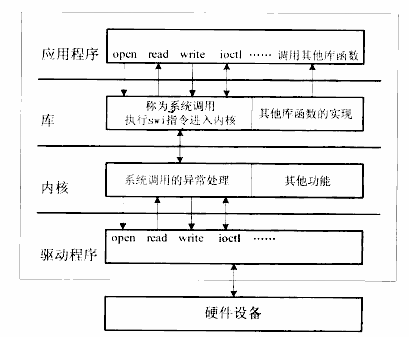 应用程序
open read write ioctl …… 调用其他库函数
库
称为系统调用
执行swi指令进入内核
其他库函数的实现
内核
系统调用的异常处理
其他功能
驱动程序
open read write ioctl ……
硬件设备